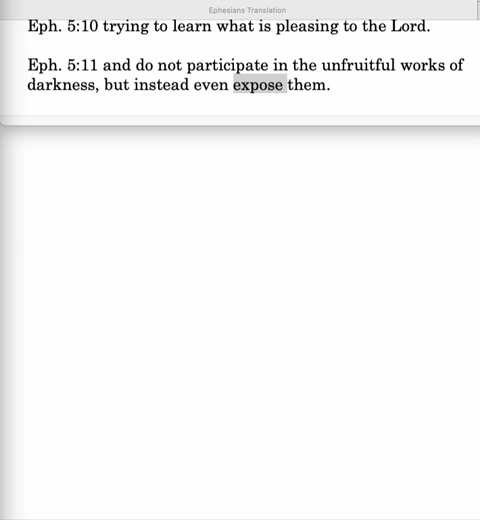 Ephesians Translation
Eph. 5:10 trying to learn what is pleasing to the Lord.
Eph. 5:11 and do not participate in the unfruitful works of
darkness, but instead even expose them.